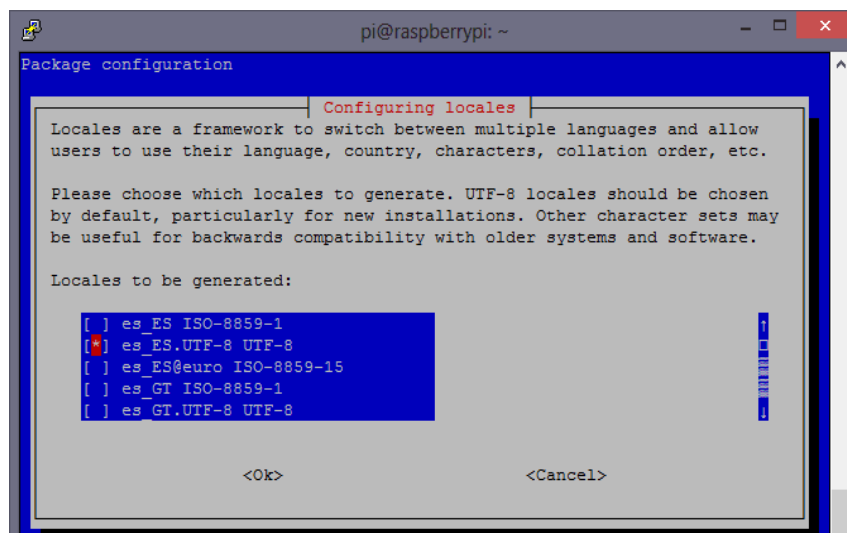 pi@raspberrypi: ~
Package configuration
Configuring locales
Locales are a framework to switch between multiple languages and allow
users to use their language, country, characters, collation order, etc.
Please choose which locales to generate. UTF-8 locales should be chosen
by default, particularly for new installations. Other character sets may
be useful for backwards compatibility with older systems and software.
Locales to be generated:
[ ] es_ES ISO-8859-1
[*] es_ES.UTF-8 UTF-8
[ ] es_ES@euro ISO-8859-15
[ ] es_GT ISO-8859-1
[ ] es_GT.UTF-8 UTF-8
<Ok> <Cancel>